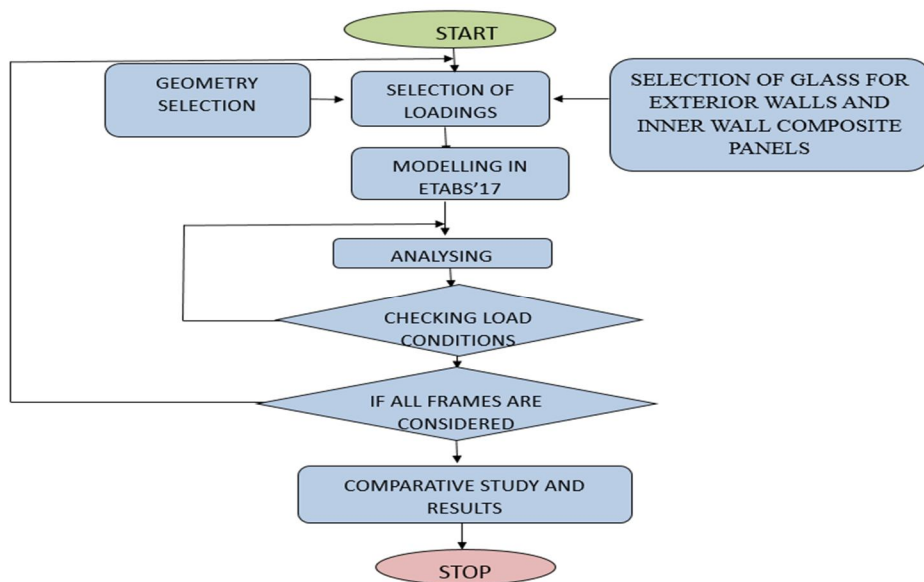 START
GEOMETRY
SELECTION
SELECTION OF
LOADINGS
SELECTION OF GLASS FOR
EXTERIOR WALLS AND
INNER WALL COMPOSITE
PANELS
MODELLING IN
ETABS’17
ANALYSING
CHECKING LOAD
CONDITIONS
IF ALL FRAMES ARE
CONSIDERED
COMPARATIVE STUDY AND
RESULTS
STOP